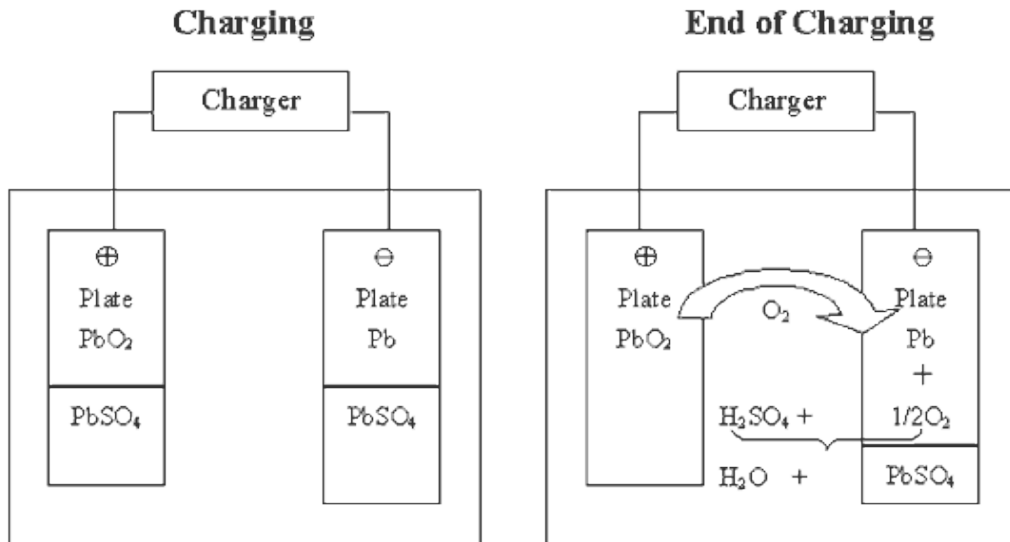 Charging
Charger
⊕
Plate
PbO₂
PbSO₄
⊖
Plate
Pb
PbSO₄
End of Charging
Charger
⊕
Plate
PbO₂
O₂
⊖
Plate
Pb
+
H₂SO₄ + 1/2O₂
H₂O + PbSO₄